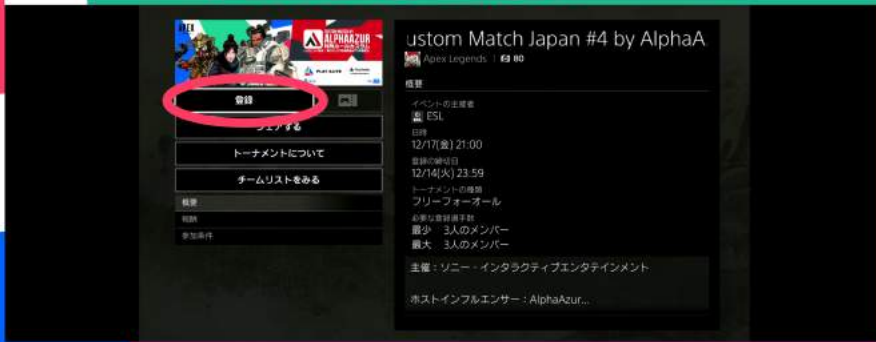 APEX
ALPHAAZUR
登録
シェアする
トーナメントについて
チームリストをみる
概要
報酬
参加条件
ustom Match Japan #4 by AlphaA
Apex Legends 80
概要
イベントの主催者
ESL
日時
12/17(金) 21:00
登録の締切日
12/14(火) 23:59
トーナメントの種類
フリーフォーオール
必要な登録選手数
最少 3人のメンバー
最大 3人のメンバー
主催:ソニー・インタラクティブエンタテインメント
ホストインフルエンサー:AlphaAzur...